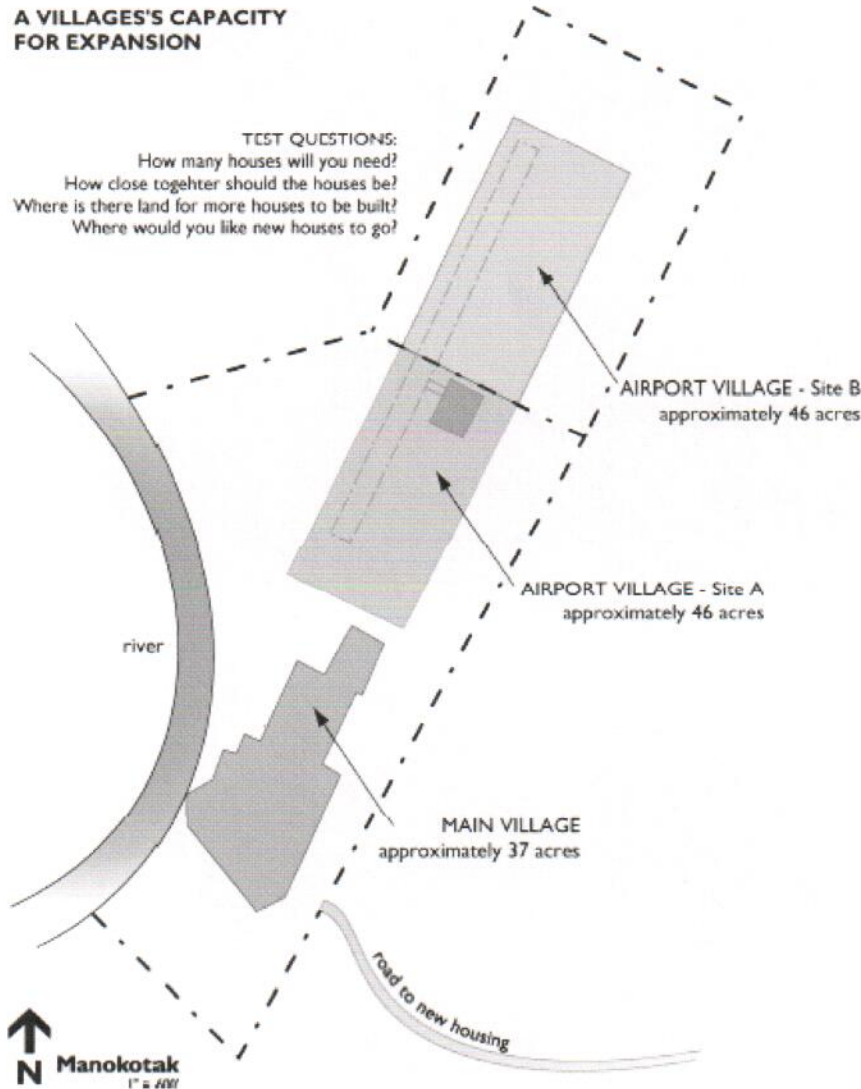 A VILLAGES'S CAPACITY
FOR EXPANSION
TEST QUESTIONS:
How many houses will you need?
How close togehter should the houses be?
Where is there land for more houses to be built?
Where would you like new houses to go?
AIRPORT VILLAGE - Site B
approximately 46 acres
AIRPORT VILLAGE - Site A
approximately 46 acres
river
MAIN VILLAGE
approximately 37 acres
road to new housing
N
Manokotak
1" =